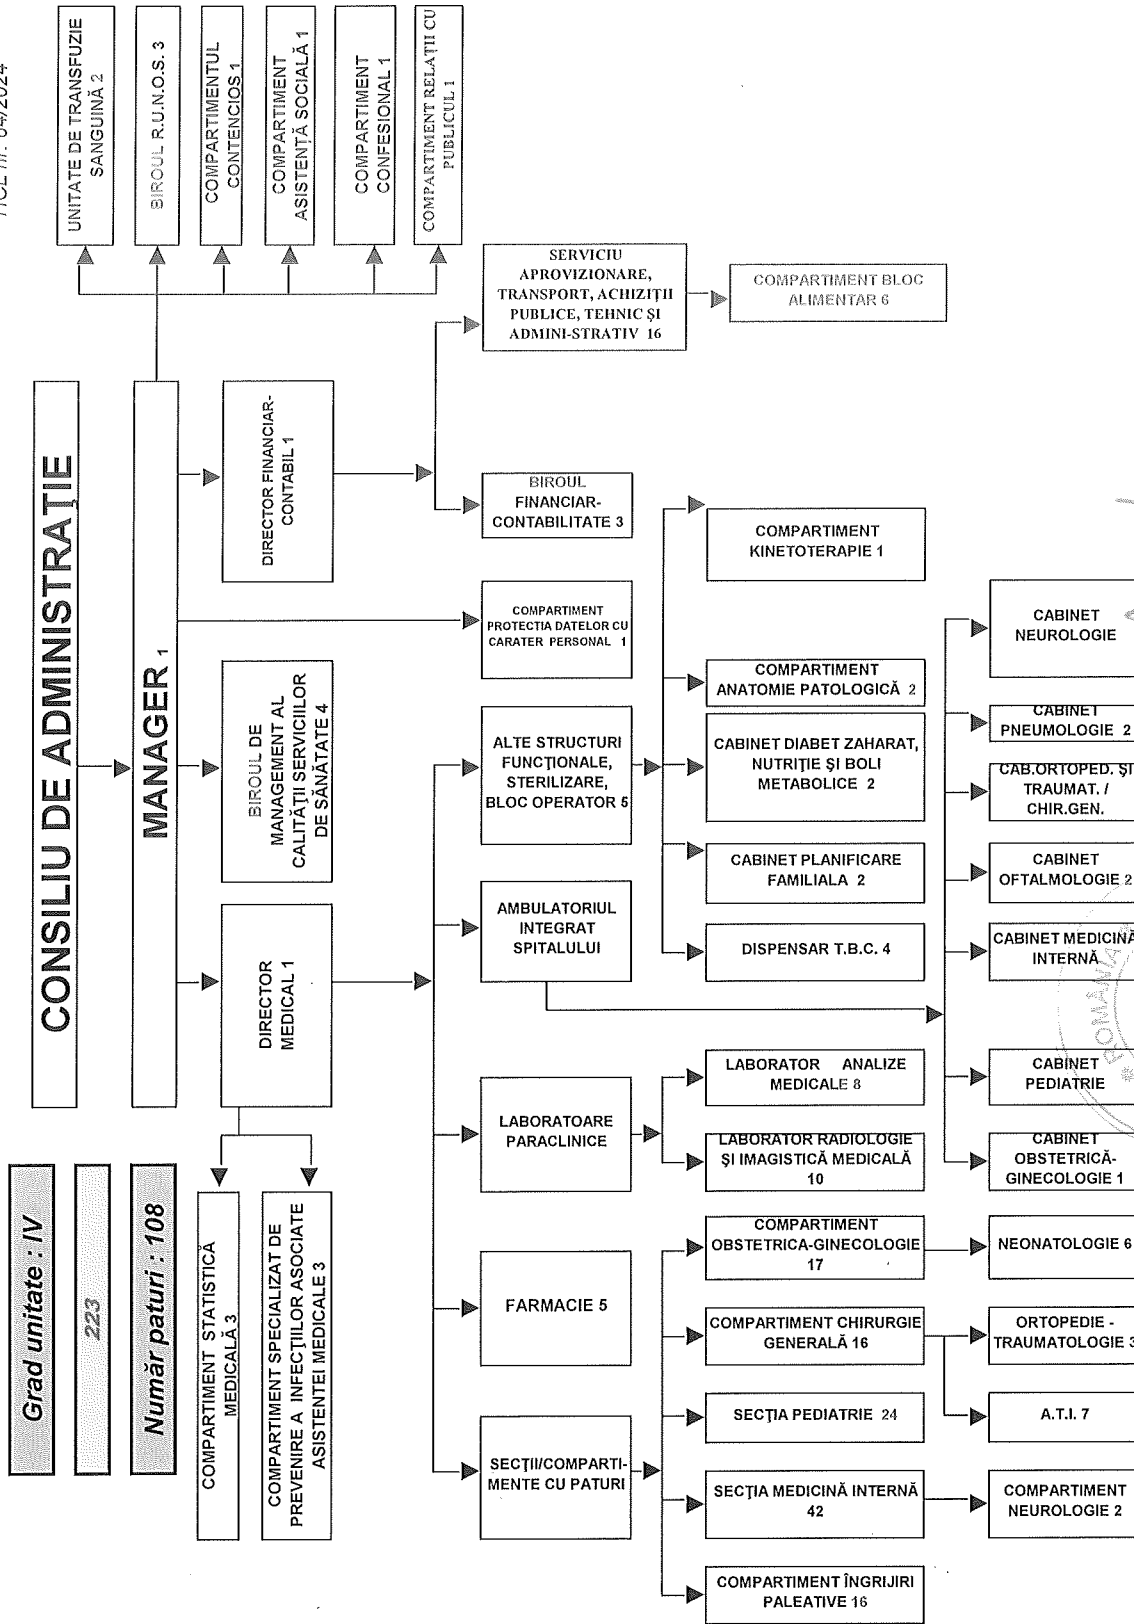 HCL nr. 64/2024
Grad unitate : IV
223
Număr paturi : 108
CONSILIU DE ADMINISTRAȚIE
MANAGER 1
UNITATE DE TRANSFUZIE
SANGUINĂ 2
BIROUL R.U.N.O.S. 3
COMPARTIMENTUL
CONTENCIOS 1
COMPARTIMENT
ASISTENȚĂ SOCIALĂ 1
COMPARTIMENT
CONFESIONAL 1
COMPARTIMENT RELAȚII CU
PUBLICUL 1
DIRECTOR
MEDICAL 1
BIROUL DE
MANAGEMENT AL
CALITĂȚII SERVICIILOR
DE SĂNĂTATE 4
DIRECTOR FINANCIAR-
CONTABIL 1
COMPARTIMENT STATISTICĂ
MEDICALĂ 3
COMPARTIMENT SPECIALIZAT DE
PREVENIRE A INFECȚIILOR ASOCIATE
ASISTENTEI MEDICALE 3
SERVICIU
APROVIZIONARE,
TRANSPORT, ACHIZIȚII
PUBLICE, TEHNIC ȘI
ADMINI-STRATIV 16
COMPARTIMENT BLOC
ALIMENTAR 6
BIROUL
FINANCIAR-
CONTABILITATE 3
COMPARTIMENT
PROTECTIA DATELOR CU
CARATER PERSONAL 1
ALTE STRUCTURI
FUNCȚIONALE,
STERILIZARE,
BLOC OPERATOR 5
AMBULATORIUL
INTEGRAT
SPITALULUI
LABORATOARE
PARACLINICE
FARMACIE 5
SECȚII/COMPARTI-
MENTE CU PATURI
COMPARTIMENT
KINETOTERAPIE 1
COMPARTIMENT
ANATOMIE PATOLOGICĂ 2
CABINET DIABET ZAHARAT,
NUTRIȚIE ȘI BOLI
METABOLICE 2
CABINET PLANIFICARE
FAMILIALA 2
DISPENSAR T.B.C. 4
LABORATOR ANALIZE
MEDICALE 8
LABORATOR RADIOLOGIE
ȘI IMAGISTICĂ MEDICALĂ
10
COMPARTIMENT
OBSTETRICA-GINECOLOGIE
17
COMPARTIMENT CHIRURGIE
GENERALĂ 16
SECȚIA PEDIATRIE 24
SECȚIA MEDICINĂ INTERNĂ
42
COMPARTIMENT ÎNGRIJIRI
PALEATIVE 16
CABINET
NEUROLOGIE
CABINET
PNEUMOLOGIE 2
CAB.ORTOPED. ȘI
TRAUMAT. /
CHIR.GEN.
CABINET
OFTALMOLOGIE 2
CABINET MEDICINĂ
INTERNĂ
CABINET
PEDIATRIE
CABINET
OBSTETRICĂ-
GINECOLOGIE 1
NEONATOLOGIE 6
ORTOPEDIE -
TRAUMATOLOGIE 3
A.T.I. 7
COMPARTIMENT
NEUROLOGIE 2
ROMÂNIA